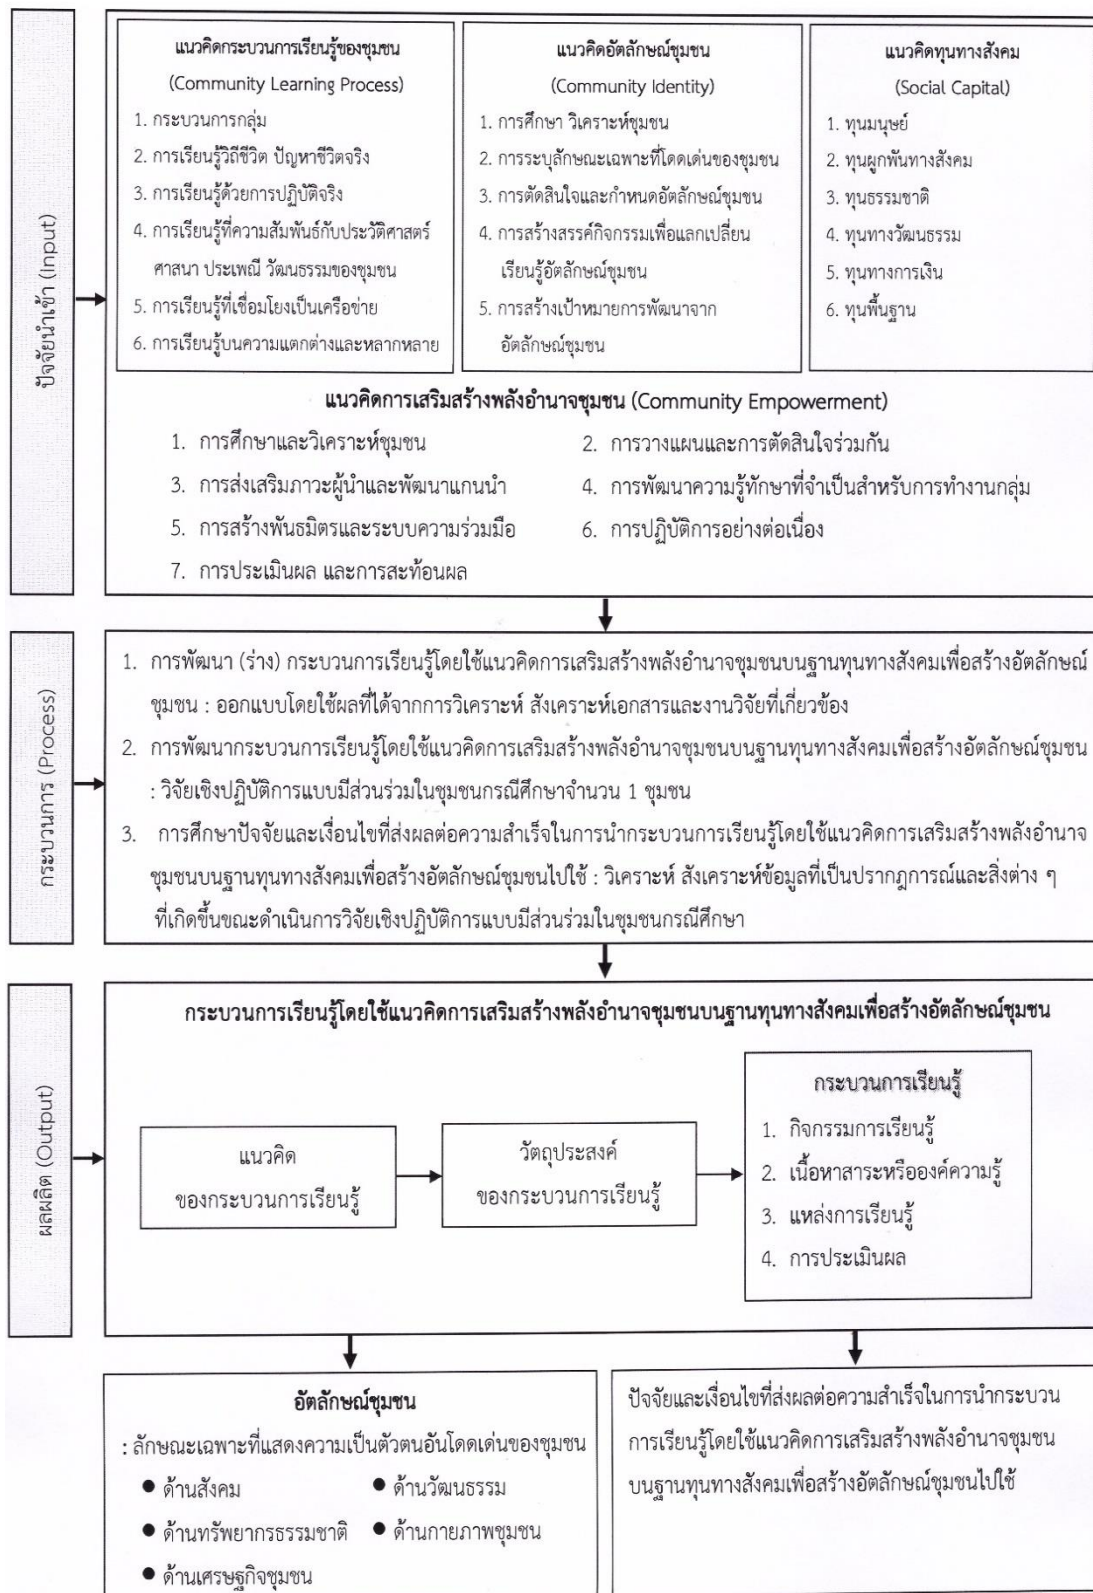 ปัจจัยนำเข้า (Input)
แนวคิดกระบวนการเรียนรู้ของชุมชน
(Community Learning Process)
1. กระบวนการกลุ่ม
2. การเรียนรู้วิถีชีวิต ปัญหาชีวิตจริง
3. การเรียนรู้ด้วยการปฏิบัติจริง
4. การเรียนรู้ที่ความสัมพันธ์กับประวัติศาสตร์
ศาสนา ประเพณี วัฒนธรรมของชุมชน
5. การเรียนรู้ที่เชื่อมโยงเป็นเครือข่าย
6. การเรียนรู้บนความแตกต่างและหลากหลาย
แนวคิดอัตลักษณ์ชุมชน
(Community Identity)
1. การศึกษา วิเคราะห์ชุมชน
2. การระบุลักษณะเฉพาะที่โดดเด่นของชุมชน
3. การตัดสินใจและกำหนดอัตลักษณ์ชุมชน
4. การสร้างสรรค์กิจกรรมเพื่อแลกเปลี่ยน
เรียนรู้อัตลักษณ์ชุมชน
5. การสร้างเป้าหมายการพัฒนาจาก
อัตลักษณ์ชุมชน
แนวคิดทุนทางสังคม
(Social Capital)
1. ทุนมนุษย์
2. ทุนผูกพันทางสังคม
3. ทุนธรรมชาติ
4. ทุนทางวัฒนธรรม
5. ทุนทางการเงิน
6. ทุนพื้นฐาน
แนวคิดการเสริมสร้างพลังอำนาจชุมชน (Community Empowerment)
1. การศึกษาและวิเคราะห์ชุมชน
2. การวางแผนและการตัดสินใจร่วมกัน
3. การส่งเสริมภาวะผู้นำและพัฒนาแกนนำ
4. การพัฒนาความรู้ทักษะที่จำเป็นสำหรับการทำงานกลุ่ม
5. การสร้างพันธมิตรและระบบความร่วมมือ
6. การปฏิบัติการอย่างต่อเนื่อง
7. การประเมินผล และการสะท้อนผล
กระบวนการ (Process)
1. การพัฒนา (ร่าง) กระบวนการเรียนรู้โดยใช้แนวคิดการเสริมสร้างพลังอำนาจชุมชนบนฐานทุนทางสังคมเพื่อสร้างอัตลักษณ์
ชุมชน : ออกแบบโดยใช้ผลที่ได้จากการวิเคราะห์ สังเคราะห์เอกสารและงานวิจัยที่เกี่ยวข้อง
2. การพัฒนากระบวนการเรียนรู้โดยใช้แนวคิดการเสริมสร้างพลังอำนาจชุมชนบนฐานทุนทางสังคมเพื่อสร้างอัตลักษณ์ชุมชน
: วิจัยเชิงปฏิบัติการแบบมีส่วนร่วมในชุมชนกรณีศึกษาจำนวน 1 ชุมชน
3. การศึกษาปัจจัยและเงื่อนไขที่ส่งผลต่อความสำเร็จในการนำกระบวนการเรียนรู้โดยใช้แนวคิดการเสริมสร้างพลังอำนาจ
ชุมชนบนฐานทุนทางสังคมเพื่อสร้างอัตลักษณ์ชุมชนไปใช้ : วิเคราะห์ สังเคราะห์ข้อมูลที่เป็นปรากฏการณ์และสิ่งต่าง ๆ
ที่เกิดขึ้นขณะดำเนินการวิจัยเชิงปฏิบัติการแบบมีส่วนร่วมในชุมชนกรณีศึกษา
ผลผลิต (Output)
กระบวนการเรียนรู้โดยใช้แนวคิดการเสริมสร้างพลังอำนาจชุมชนบนฐานทุนทางสังคมเพื่อสร้างอัตลักษณ์ชุมชน
แนวคิด
ของกระบวนการเรียนรู้
วัตถุประสงค์
ของกระบวนการเรียนรู้
กระบวนการเรียนรู้
1. กิจกรรมการเรียนรู้
2. เนื้อหาสาระหรือองค์ความรู้
3. แหล่งการเรียนรู้
4. การประเมินผล
อัตลักษณ์ชุมชน
: ลักษณะเฉพาะที่แสดงความเป็นตัวตนอันโดดเด่นของชุมชน
● ด้านสังคม
● ด้านวัฒนธรรม
● ด้านทรัพยากรธรรมชาติ
● ด้านกายภาพชุมชน
● ด้านเศรษฐกิจชุมชน
ปัจจัยและเงื่อนไขที่ส่งผลต่อความสำเร็จในการนำกระบวน
การเรียนรู้โดยใช้แนวคิดการเสริมสร้างพลังอำนาจชุมชน
บนฐานทุนทางสังคมเพื่อสร้างอัตลักษณ์ชุมชนไปใช้